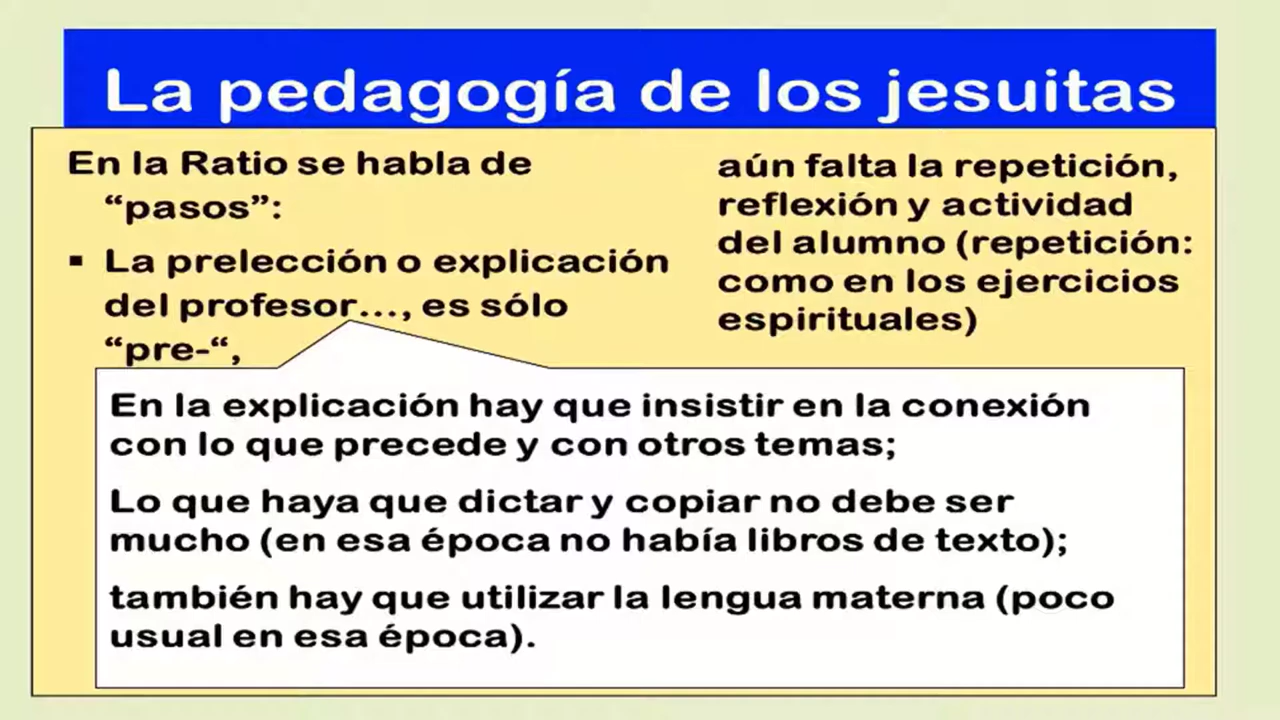 La pedagogía de los jesuitas
En la Ratio se habla de
“pasos”:
▪ La prelección o explicación
del profesor..., es sólo
“pre-“,
aún falta la repetición,
reflexión y actividad
del alumno (repetición:
como en los ejercicios
espirituales)
En la explicación hay que insistir en la conexión
con lo que precede y con otros temas;
Lo que haya que dictar y copiar no debe ser
mucho (en esa época no había libros de texto);
también hay que utilizar la lengua materna (poco
usual en esa época).